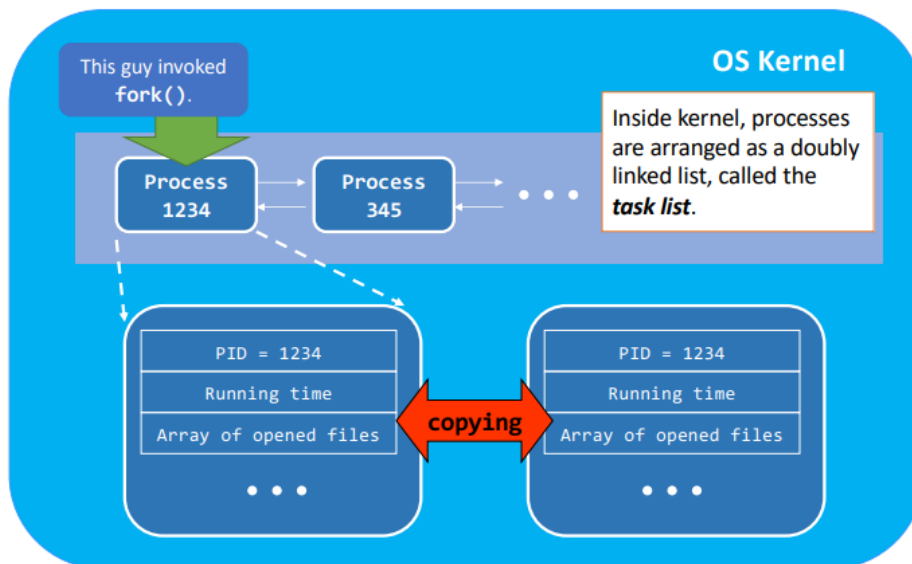 This guy invoked
fork().
OS Kernel
Inside kernel, processes
are arranged as a doubly
linked list, called the
task list.
Process
1234
Process
345
PID = 1234
Running time
Array of opened files
copying
PID = 1234
Running time
Array of opened files